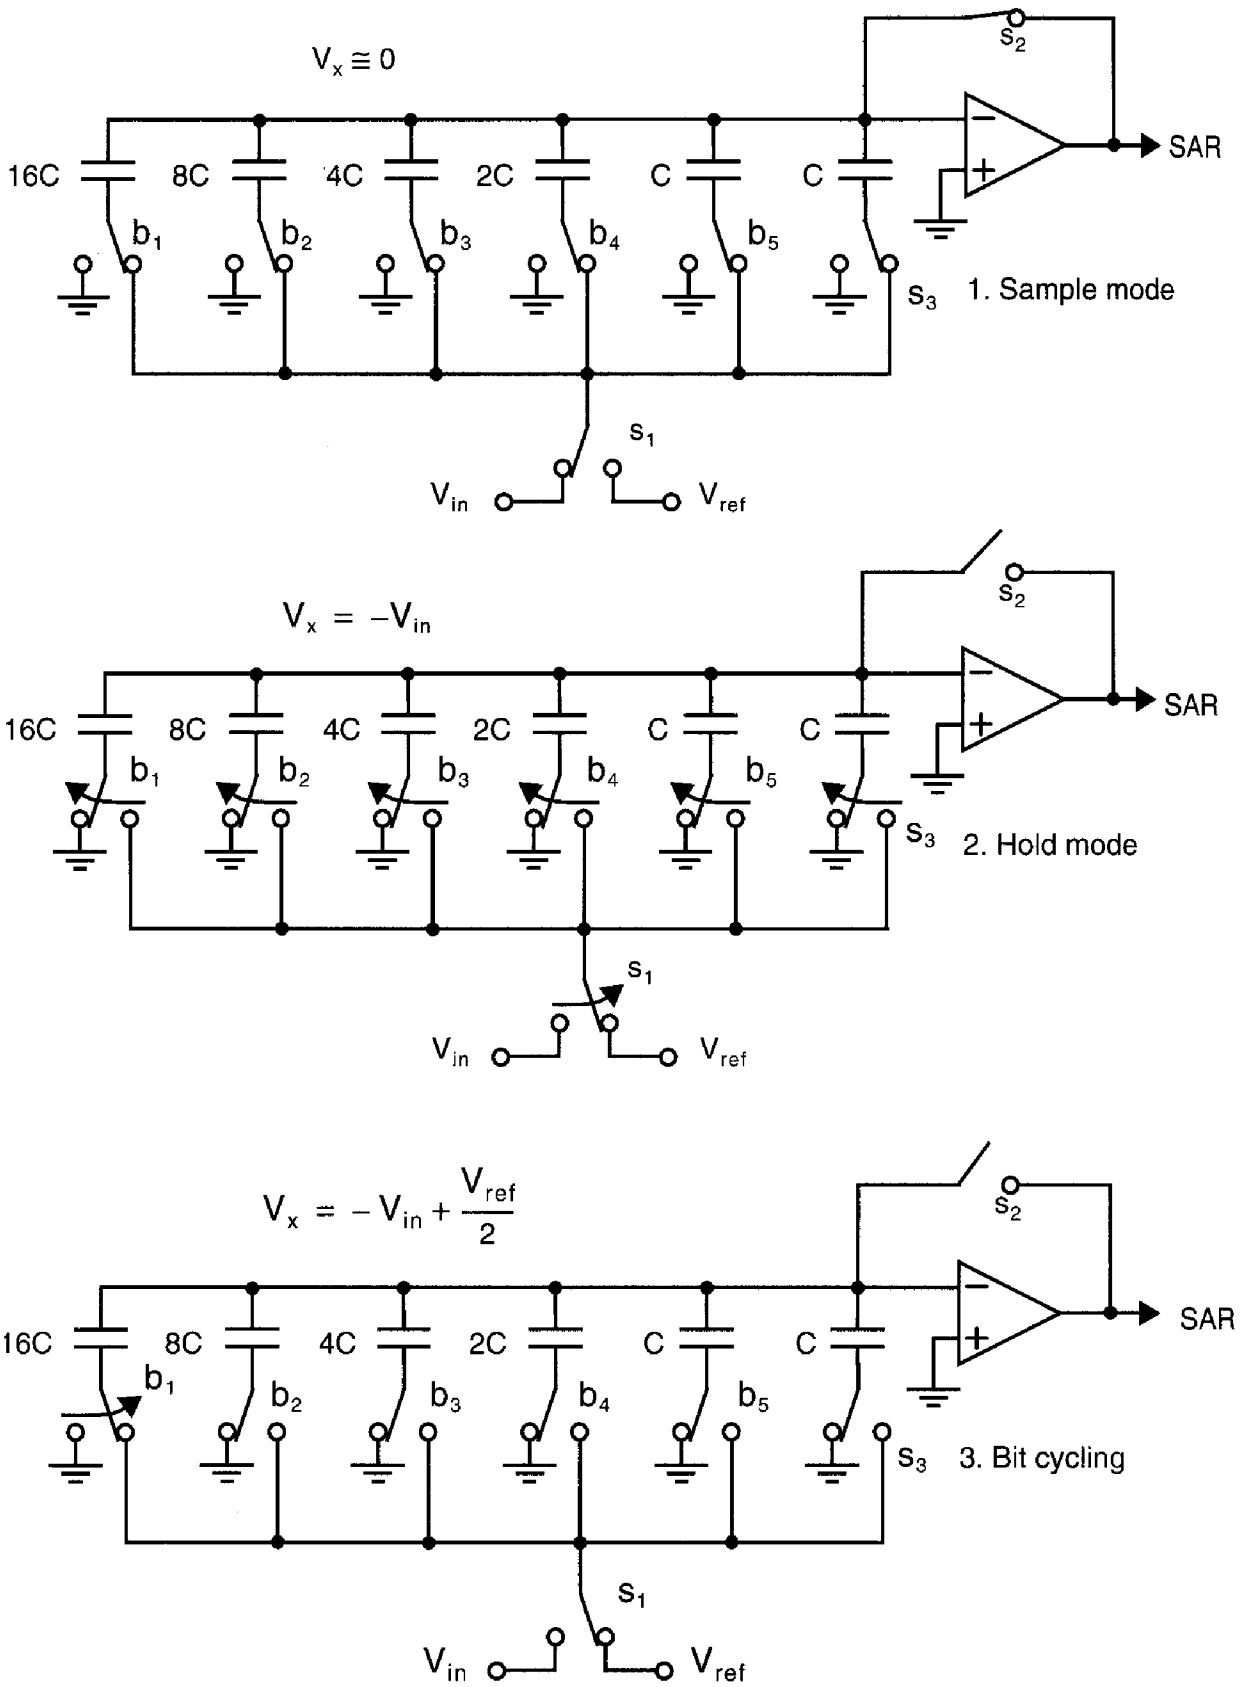 V_x ≅ 0
s_2
− + SAR
16C 8C 4C 2C C C
b_1 b_2 b_3 b_4 b_5
s_3 1. Sample mode
s_1
V_in V_ref
V_x = −V_in
s_2
− + SAR
16C 8C 4C 2C C C
b_1 b_2 b_3 b_4 b_5
s_3 2. Hold mode
s_1
V_in V_ref
V_x = − V_in + V_ref / 2
s_2
− + SAR
16C 8C 4C 2C C C
b_1 b_2 b_3 b_4 b_5
s_3 3. Bit cycling
s_1
V_in V_ref